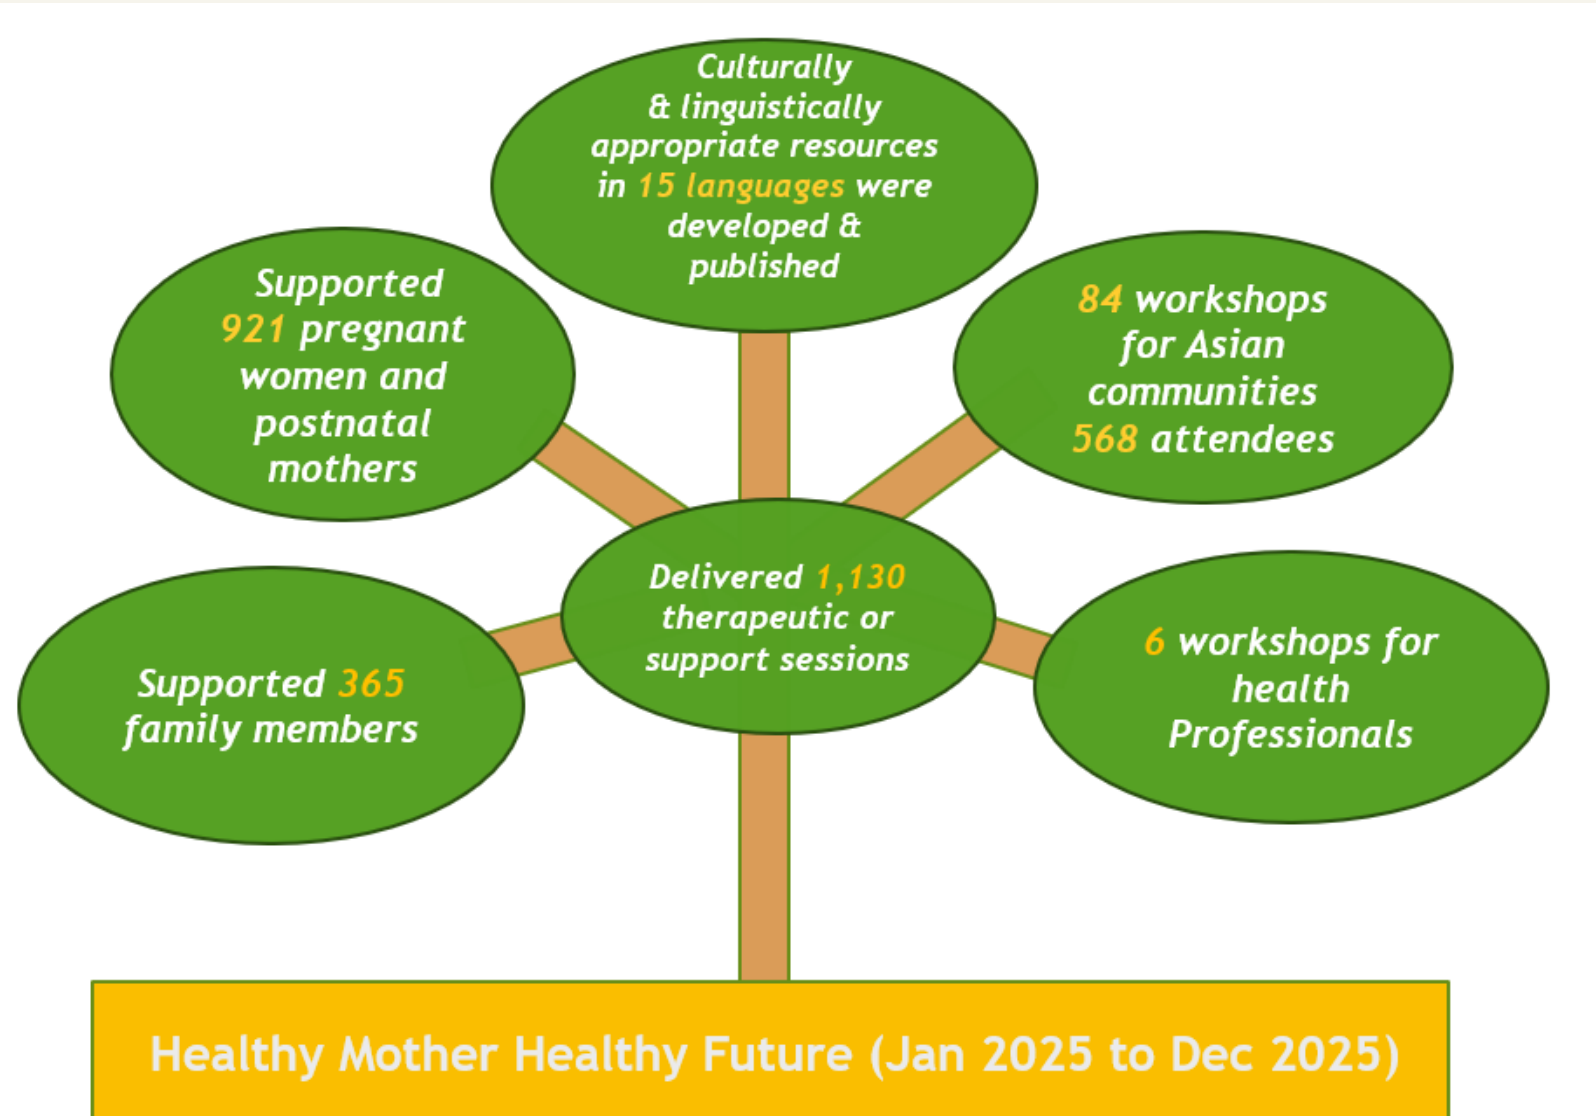 Culturally
& linguistically
appropriate resources
in 15 languages were
developed &
published
Supported
921 pregnant
women and
postnatal
mothers
84 workshops
for Asian
communities
568 attendees
Delivered 1,130
therapeutic or
support sessions
Supported 365
family members
6 workshops for
health
Professionals
Healthy Mother Healthy Future (Jan 2025 to Dec 2025)